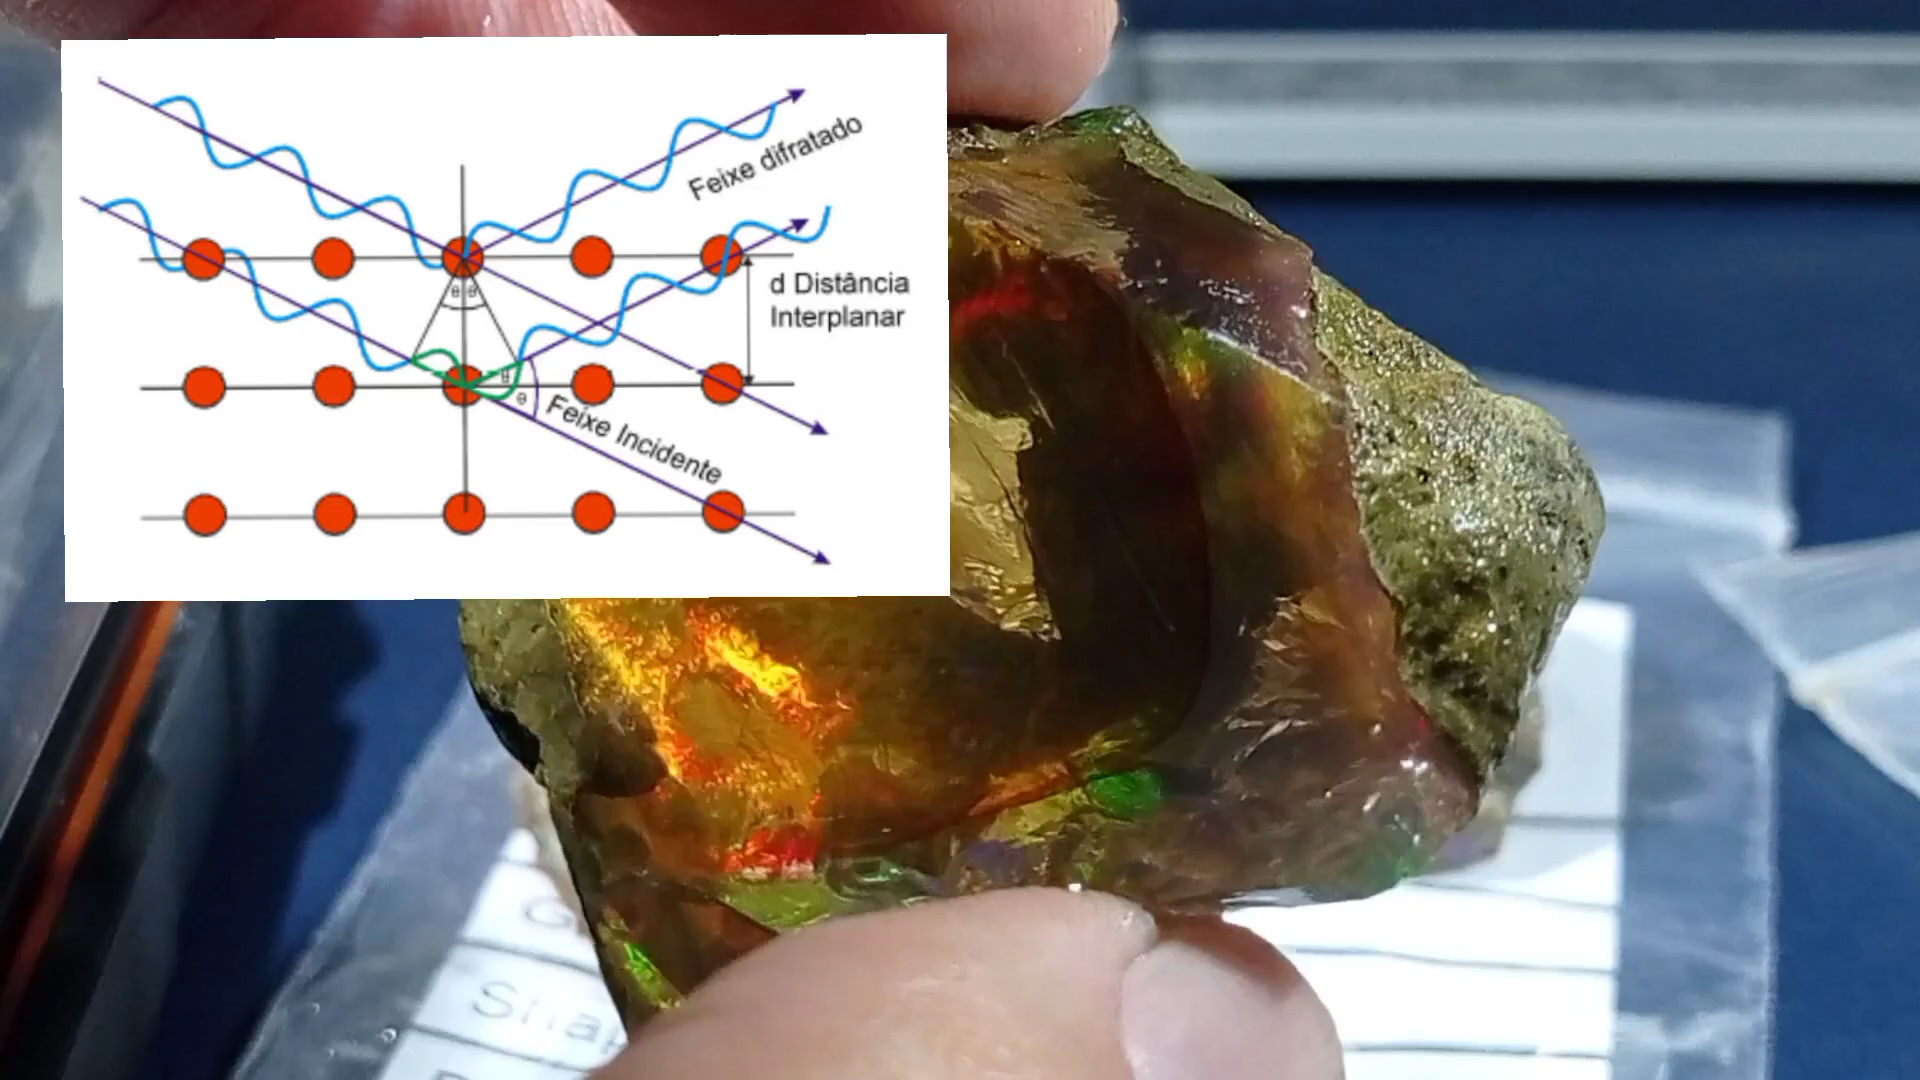 Feixe difratado
θ θ
d Distância
Interplanar
θ
θ
Feixe Incidente